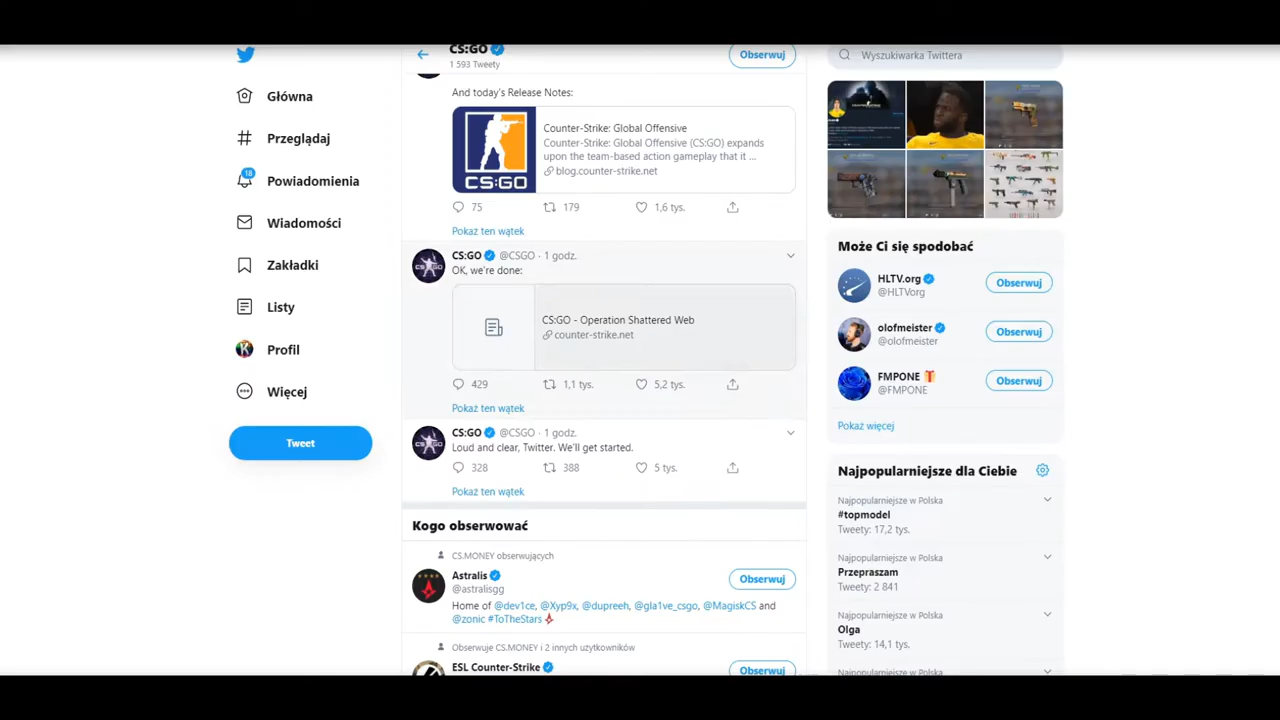 CS:GO
1 593 Tweety
Obserwuj
Wyszukiwarka Twittera
Główna
Przeglądaj
18
Powiadomienia
Wiadomości
Zakładki
Listy
Profil
Więcej
Tweet
And today's Release Notes:
CS:GO
Counter-Strike: Global Offensive
Counter-Strike: Global Offensive (CS:GO) expands
upon the team-based action gameplay that it ...
blog.counter-strike.net
75 179 1,6 tys.
Pokaż ten wątek
CS:GO @CSGO · 1 godz.
OK, we're done:
CS:GO - Operation Shattered Web
counter-strike.net
429 1,1 tys. 5,2 tys.
Pokaż ten wątek
CS:GO @CSGO · 1 godz.
Loud and clear, Twitter. We'll get started.
328 388 5 tys.
Pokaż ten wątek
Kogo obserwować
CS.MONEY obserwujących
Astralis
@astralisgg
Obserwuj
Home of @dev1ce, @Xyp9x, @dupreeh, @gla1ve_csgo, @MagiskCS and
@zonic #ToTheStars
Obserwuje CS.MONEY i 2 innych użytkowników
ESL Counter-Strike
Obserwuj
Może Ci się spodobać
HLTV.org
@HLTVorg
Obserwuj
olofmeister
@olofmeister
Obserwuj
FMPONE
@FMPONE
Obserwuj
Pokaż więcej
Najpopularniejsze dla Ciebie
Najpopularniejsze w Polska
#topmodel
Tweety: 17,2 tys.
Najpopularniejsze w Polska
Przepraszam
Tweety: 2 841
Najpopularniejsze w Polska
Olga
Tweety: 14,1 tys.
Najpopularniejsze w Polska